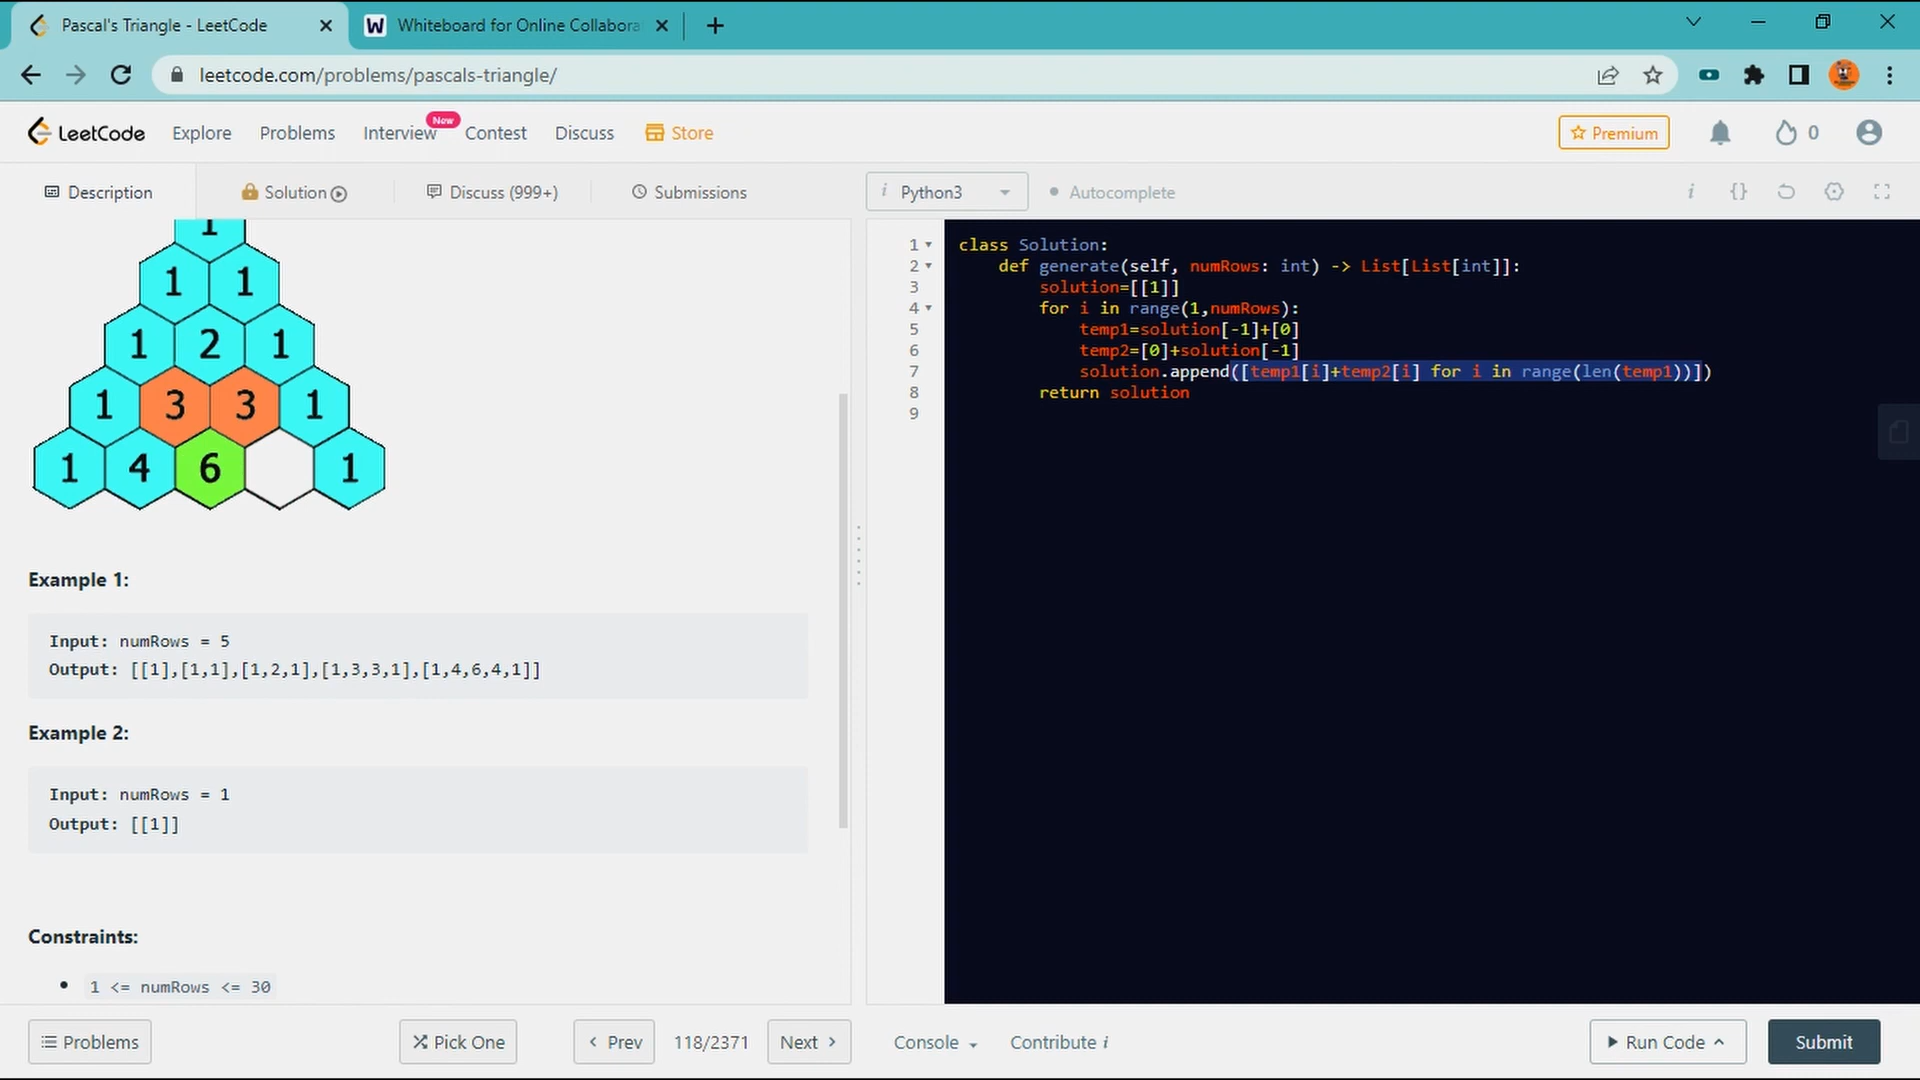 Pascal's Triangle - LeetCode
Whiteboard for Online Collabora
leetcode.com/problems/pascals-triangle/
LeetCode
Explore
Problems
Interview
New
Contest
Discuss
Store
Premium
0
Description
Solution
Discuss (999+)
Submissions
i Python3
Autocomplete
i {}
1
1 1
1 2 1
1 3 3 1
1 4 6 1
Example 1:
Input: numRows = 5
Output: [[1],[1,1],[1,2,1],[1,3,3,1],[1,4,6,4,1]]
Example 2:
Input: numRows = 1
Output: [[1]]
Constraints:
1 <= numRows <= 30
1 class Solution:
2 def generate(self, numRows: int) -> List[List[int]]:
3 solution=[[1]]
4 for i in range(1,numRows):
5 temp1=solution[-1]+[0]
6 temp2=[0]+solution[-1]
7 solution.append([temp1[i]+temp2[i] for i in range(len(temp1))])
8 return solution
9
Problems
Pick One
Prev
118/2371
Next
Console
Contribute i
Run Code
Submit